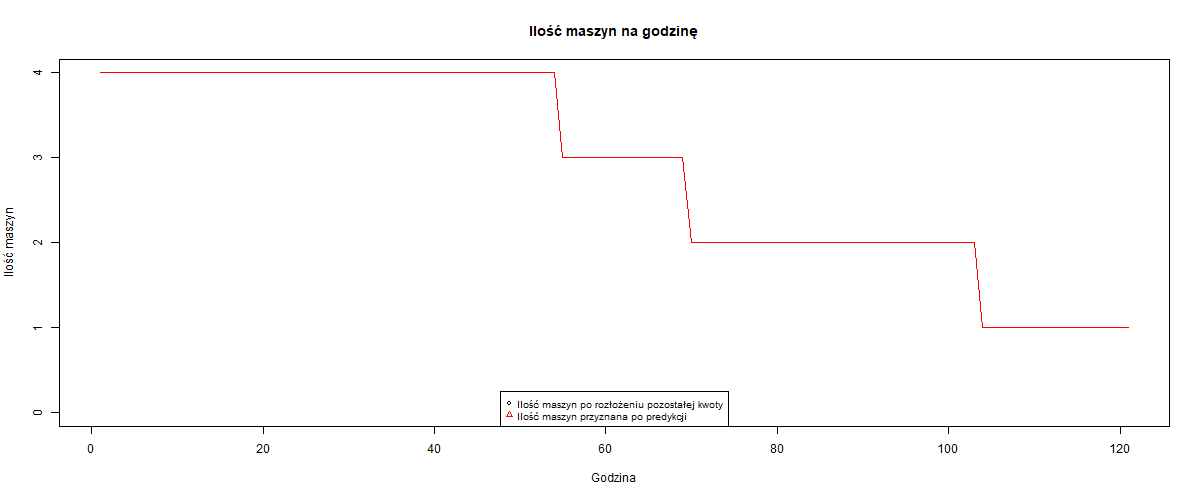 Ilość maszyn na godzinę
Ilość maszyn
4
3
2
1
0
Ilość maszyn po rozłożeniu pozostałej kwoty
Ilość maszyn przyznana po predykcji
0 20 40 60 80 100 120
Godzina